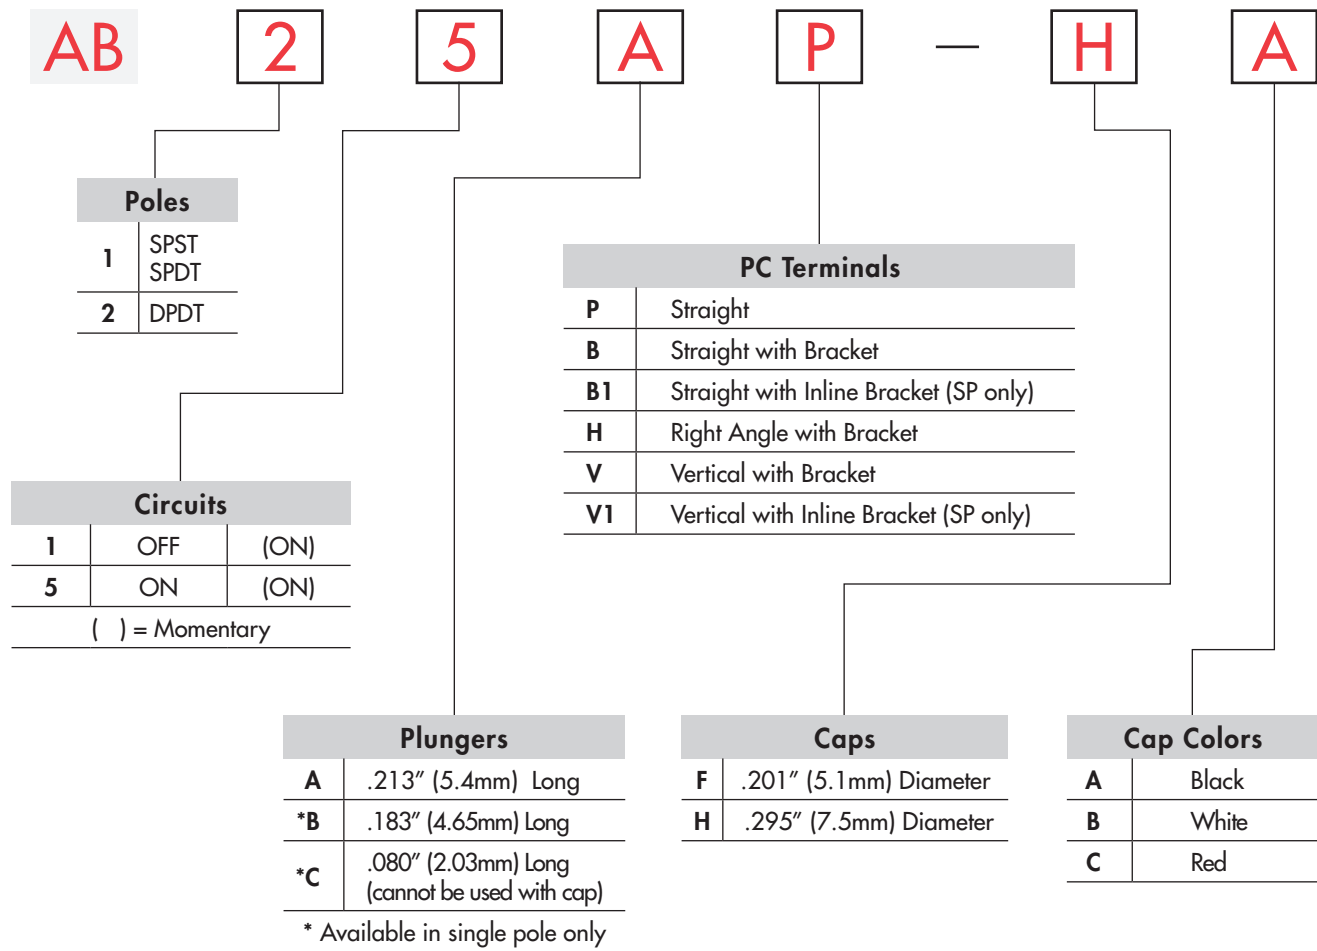 AB 2 5 A P — H A
Poles
1 SPST
SPDT
2 DPDT
PC Terminals
P Straight
B Straight with Bracket
B1 Straight with Inline Bracket (SP only)
H Right Angle with Bracket
V Vertical with Bracket
V1 Vertical with Inline Bracket (SP only)
Circuits
1 OFF (ON)
5 ON (ON)
( ) = Momentary
Plungers
A .213″ (5.4mm) Long
*B .183″ (4.65mm) Long
*C .080″ (2.03mm) Long
(cannot be used with cap)
* Available in single pole only
Caps
F .201″ (5.1mm) Diameter
H .295″ (7.5mm) Diameter
Cap Colors
A Black
B White
C Red